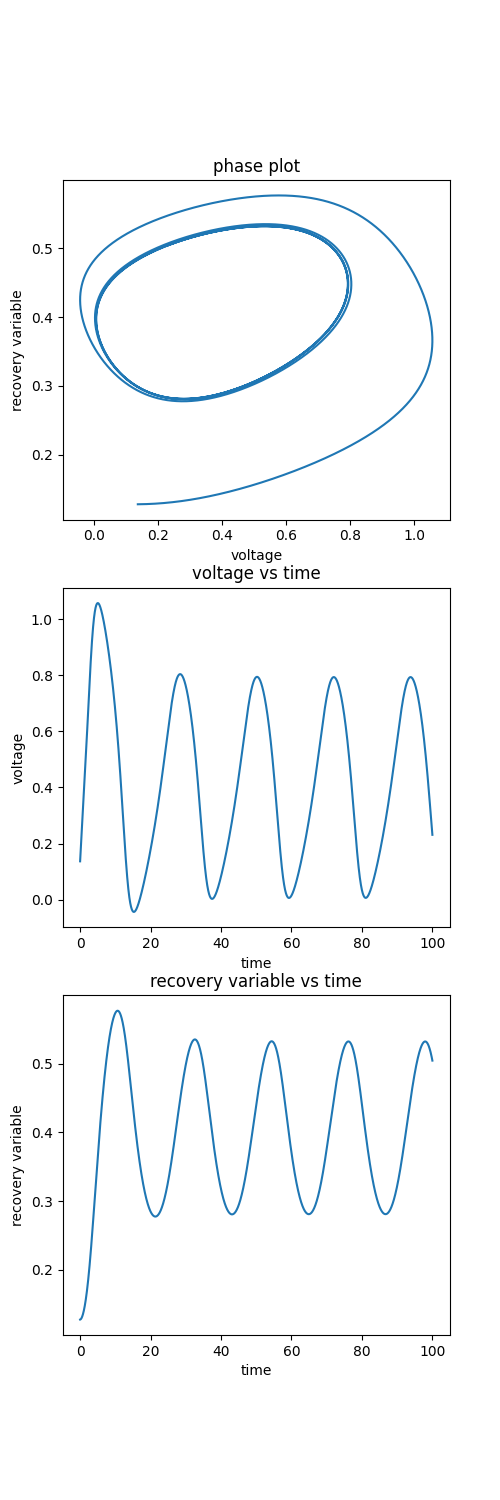 phase plot
0.5
0.4
0.3
0.2
recovery variable
0.0 0.2 0.4 0.6 0.8 1.0
voltage
voltage vs time
1.0
0.8
0.6
0.4
0.2
0.0
voltage
0 20 40 60 80 100
time
recovery variable vs time
0.5
0.4
0.3
0.2
recovery variable
0 20 40 60 80 100
time